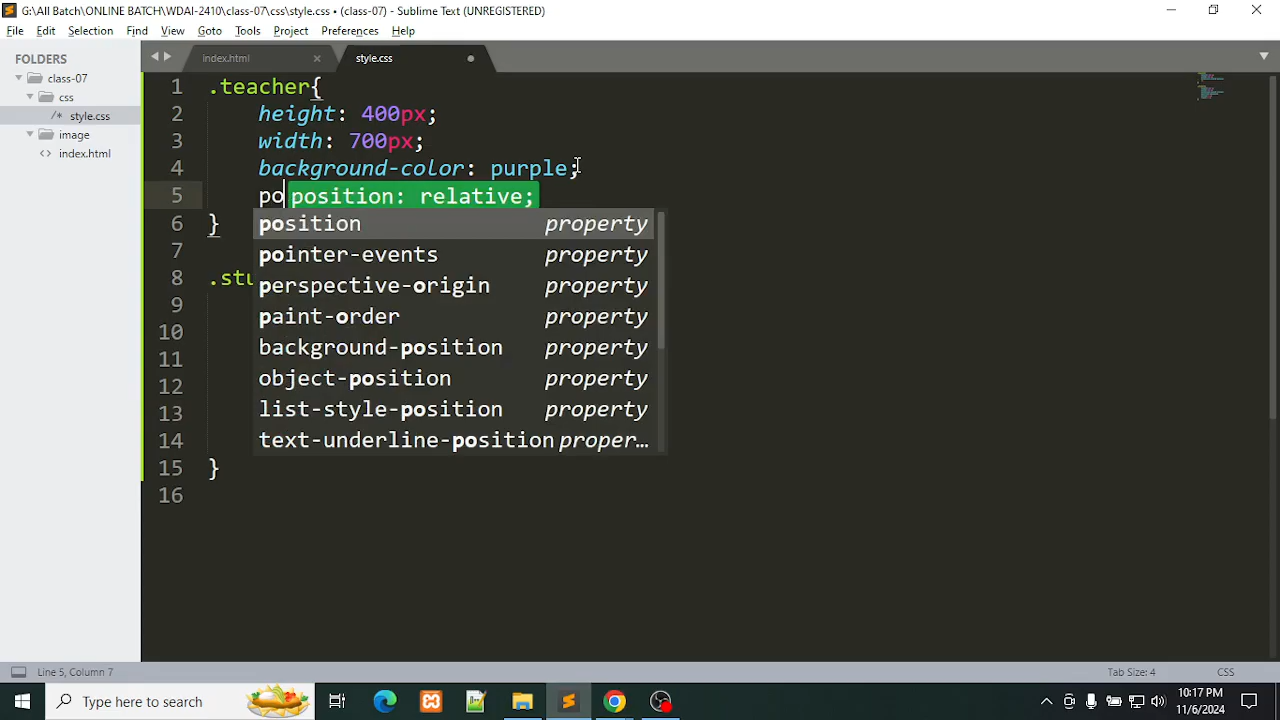 G:\All Batch\ONLINE BATCH\WDAI-2410\class-07\css\style.css • (class-07) - Sublime Text (UNREGISTERED)
File Edit Selection Find View Goto Tools Project Preferences Help
FOLDERS
class-07
css
/* style.css
image
<> index.html
index.html × style.css
1 .teacher{
2 height: 400px;
3 width: 700px;
4 background-color: purple;
5 po position: relative;
6 }
7
8 .stu
9
10
11
12
13
14
15 }
16
position property
pointer-events property
perspective-origin property
paint-order property
background-position property
object-position property
list-style-position property
text-underline-position proper…
Line 5, Column 7 Tab Size: 4 CSS
Type here to search
10:17 PM
11/6/2024